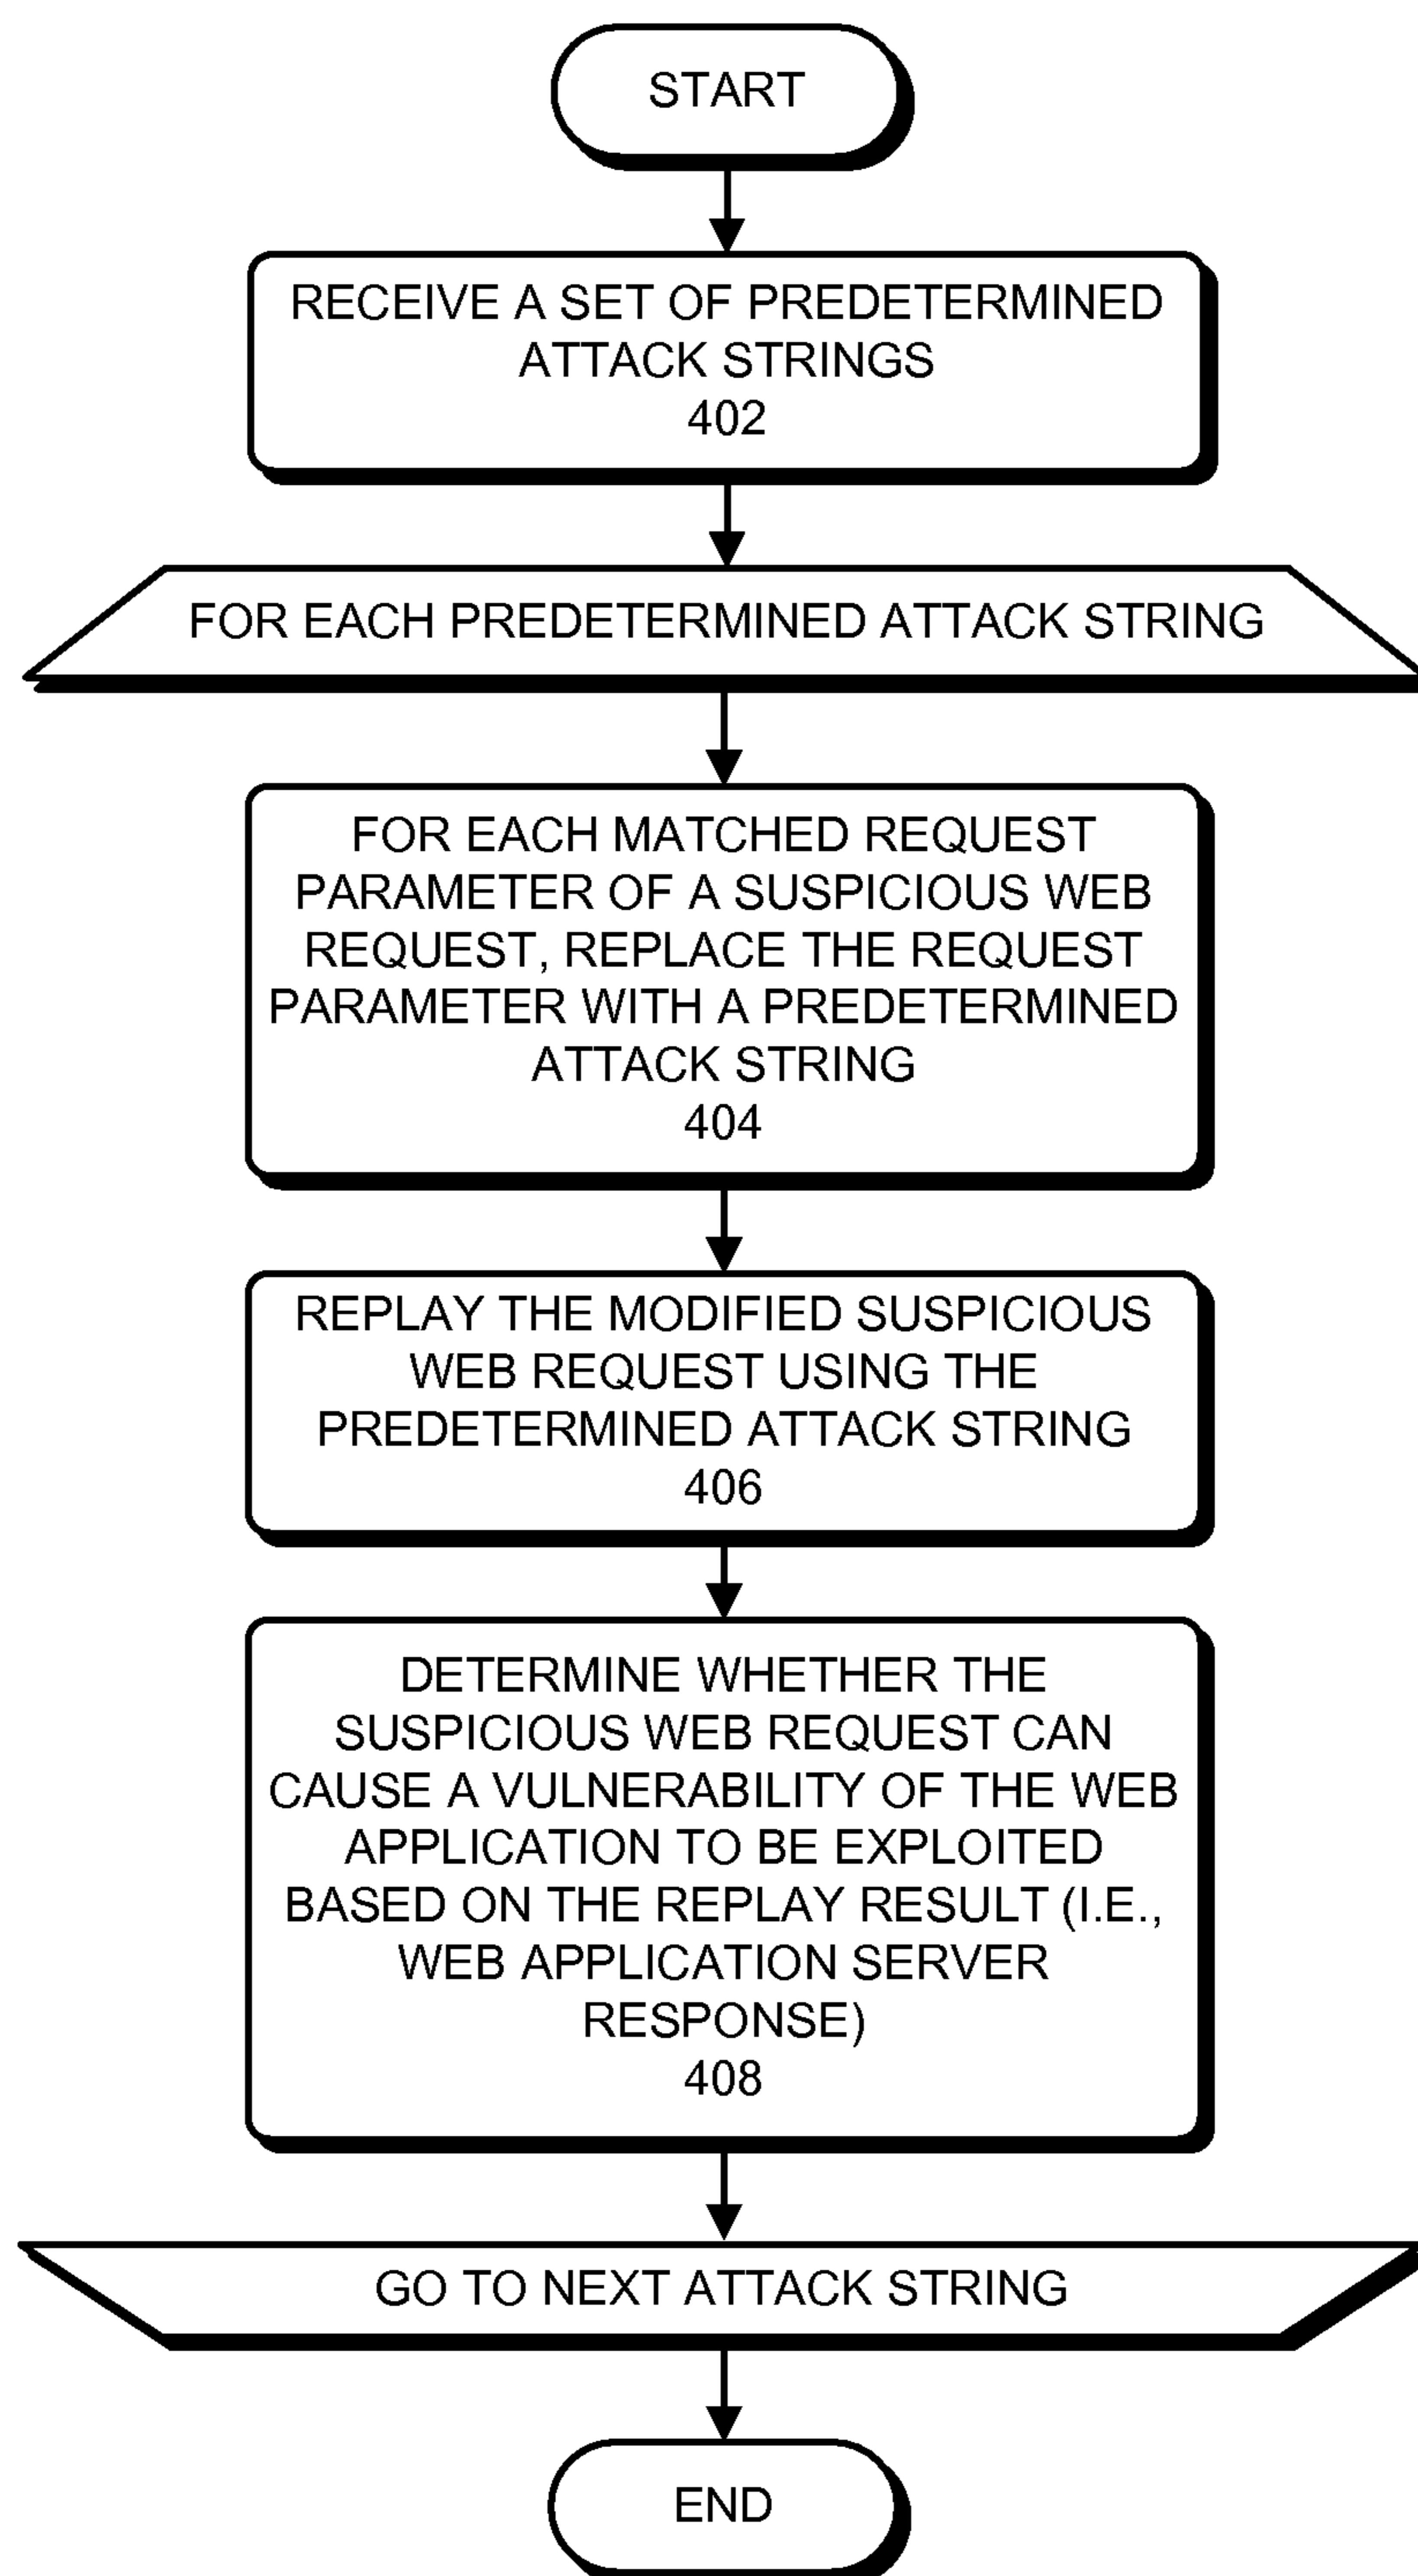 START
RECEIVE A SET OF PREDETERMINED
ATTACK STRINGS
402
FOR EACH PREDETERMINED ATTACK STRING
FOR EACH MATCHED REQUEST
PARAMETER OF A SUSPICIOUS WEB
REQUEST, REPLACE THE REQUEST
PARAMETER WITH A PREDETERMINED
ATTACK STRING
404
REPLAY THE MODIFIED SUSPICIOUS
WEB REQUEST USING THE
PREDETERMINED ATTACK STRING
406
DETERMINE WHETHER THE
SUSPICIOUS WEB REQUEST CAN
CAUSE A VULNERABILITY OF THE WEB
APPLICATION TO BE EXPLOITED
BASED ON THE REPLAY RESULT (I.E.,
WEB APPLICATION SERVER
RESPONSE)
408
GO TO NEXT ATTACK STRING
END